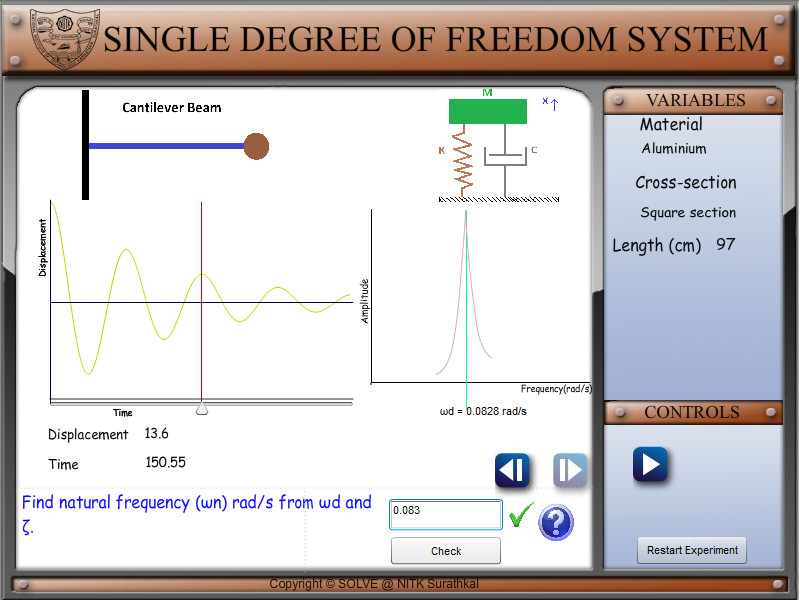 SINGLE DEGREE OF FREEDOM SYSTEM
Cantilever Beam
M
X
K
C
Displacement
Time
Amplitude
Frequency(rad/s)
ωd = 0.0828 rad/s
Displacement 13.6
Time 150.55
Find natural frequency (ωn) rad/s from ωd and
ζ.
0.083
?
Check
VARIABLES
Material
Aluminium
Cross-section
Square section
Length (cm) 97
CONTROLS
Restart Experiment
Copyright © SOLVE @ NITK Surathkal